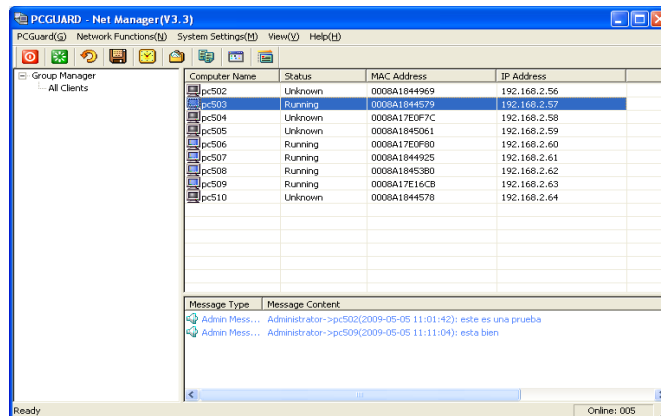 PCGUARD - Net Manager(V3.3)
PCGuard(G) Network Functions(N) System Settings(M) View(V) Help(H)
Group Manager
All Clients
Computer Name Status MAC Address IP Address
pc502 Unknown 0008A1844969 192.168.2.56
pc503 Running 0008A1844579 192.168.2.57
pc504 Unknown 0008A17E0F7C 192.168.2.58
pc505 Unknown 0008A1845061 192.168.2.59
pc506 Running 0008A17E0F80 192.168.2.60
pc507 Running 0008A1844925 192.168.2.61
pc508 Running 0008A18453B0 192.168.2.62
pc509 Running 0008A17E16CB 192.168.2.63
pc510 Unknown 0008A1844578 192.168.2.64
Message Type Message Content
Admin Mess... Administrator->pc502(2009-05-05 11:01:42): este es una prueba
Admin Mess... Administrator->pc509(2009-05-05 11:11:04): esta bien
Ready Online: 005